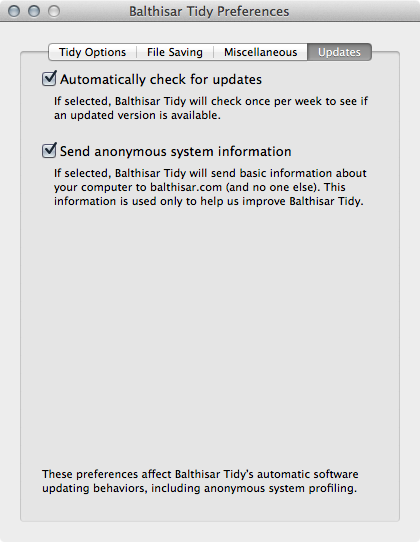 Balthisar Tidy Preferences
Tidy Options File Saving Miscellaneous Updates
Automatically check for updates
If selected, Balthisar Tidy will check once per week to see if
an updated version is available.
Send anonymous system information
If selected, Balthisar Tidy will send basic information about
your computer to balthisar.com (and no one else). This
information is used only to help us improve Balthisar Tidy.
These preferences affect Balthisar Tidy's automatic software
updating behaviors, including anonymous system profiling.